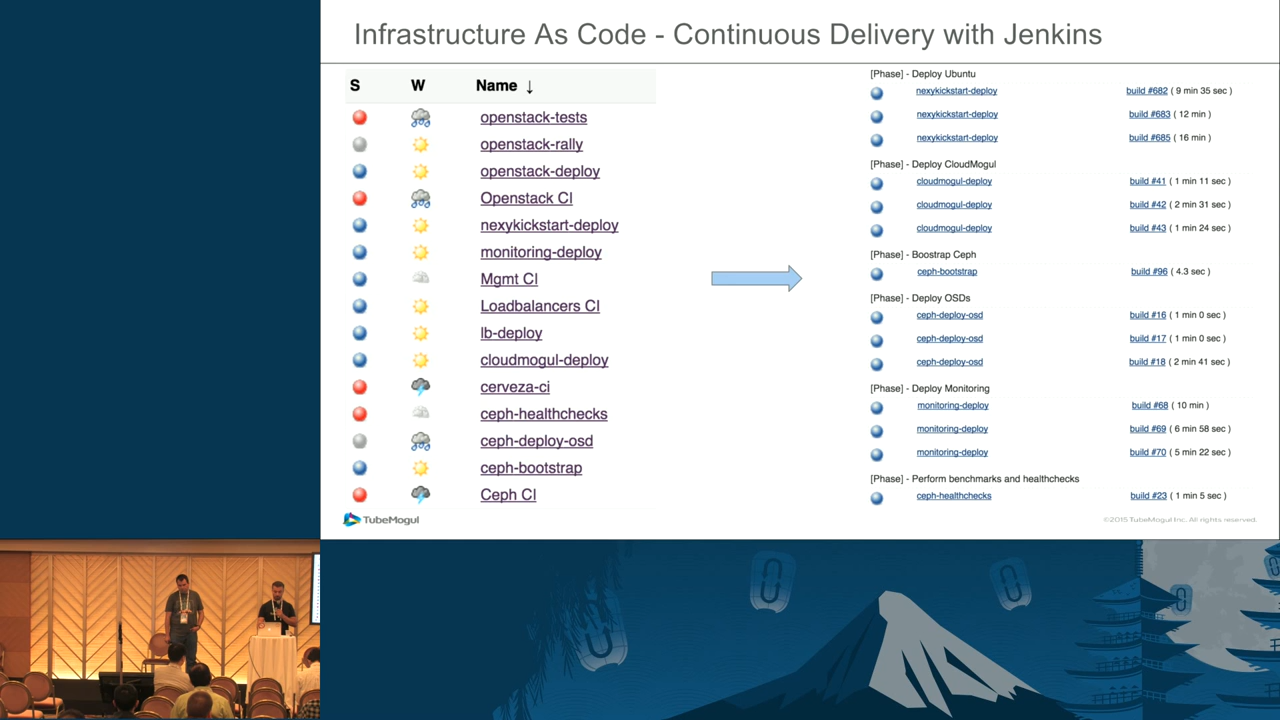 Infrastructure As Code - Continuous Delivery with Jenkins
S W Name ↓
openstack-tests
openstack-rally
openstack-deploy
Openstack CI
nexykickstart-deploy
monitoring-deploy
Mgmt CI
Loadbalancers CI
lb-deploy
cloudmogul-deploy
cerveza-ci
ceph-healthchecks
ceph-deploy-osd
ceph-bootstrap
Ceph CI
[Phase] - Deploy Ubuntu
nexykickstart-deploy build #682 ( 9 min 35 sec )
nexykickstart-deploy build #683 ( 12 min )
nexykickstart-deploy build #685 ( 16 min )
[Phase] - Deploy CloudMogul
cloudmogul-deploy build #41 ( 1 min 11 sec )
cloudmogul-deploy build #42 ( 2 min 31 sec )
cloudmogul-deploy build #43 ( 1 min 24 sec )
[Phase] - Boostrap Ceph
ceph-bootstrap build #96 ( 4.3 sec )
[Phase] - Deploy OSDs
ceph-deploy-osd build #16 ( 1 min 0 sec )
ceph-deploy-osd build #17 ( 1 min 0 sec )
ceph-deploy-osd build #18 ( 2 min 41 sec )
[Phase] - Deploy Monitoring
monitoring-deploy build #68 ( 10 min )
monitoring-deploy build #69 ( 6 min 58 sec )
monitoring-deploy build #70 ( 5 min 22 sec )
[Phase] - Perform benchmarks and healthchecks
ceph-healthchecks build #23 ( 1 min 5 sec )
TubeMogul
©2015 TubeMogul Inc. All rights reserved.